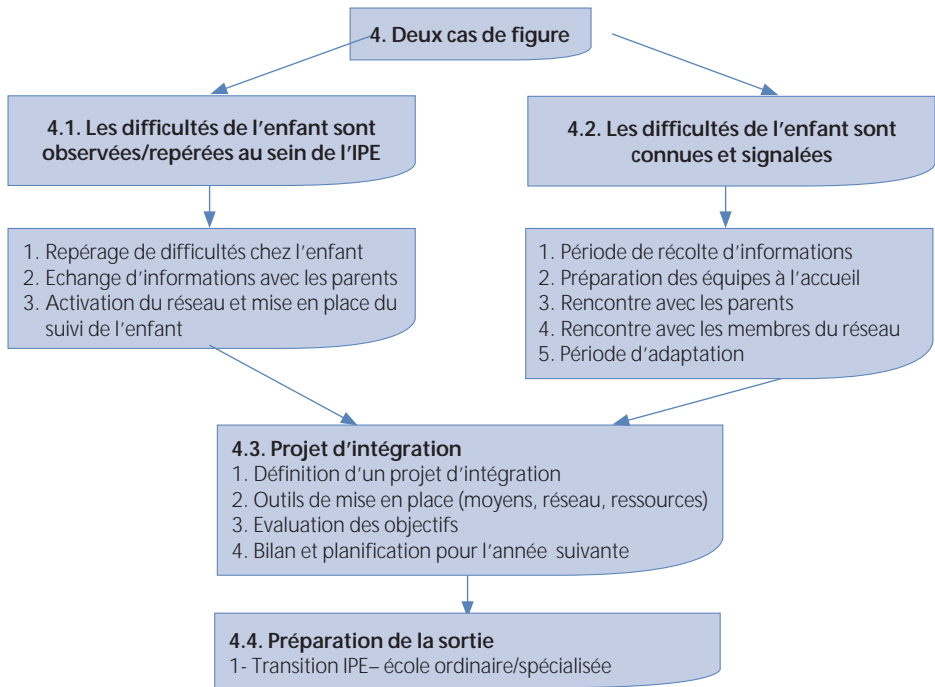 4. Deux cas de figure
4.1. Les difficultés de l'enfant sont
observées/repérées au sein de l'IPE
4.2. Les difficultés de l'enfant sont
connues et signalées
1. Repérage de difficultés chez l'enfant
2. Echange d'informations avec les parents
3. Activation du réseau et mise en place du
suivi de l'enfant
1. Période de récolte d'informations
2. Préparation des équipes à l'accueil
3. Rencontre avec les parents
4. Rencontre avec les membres du réseau
5. Période d'adaptation
4.3. Projet d'intégration
1. Définition d'un projet d'intégration
2. Outils de mise en place (moyens, réseau, ressources)
3. Evaluation des objectifs
4. Bilan et planification pour l'année suivante
4.4. Préparation de la sortie
1- Transition IPE– école ordinaire/spécialisée